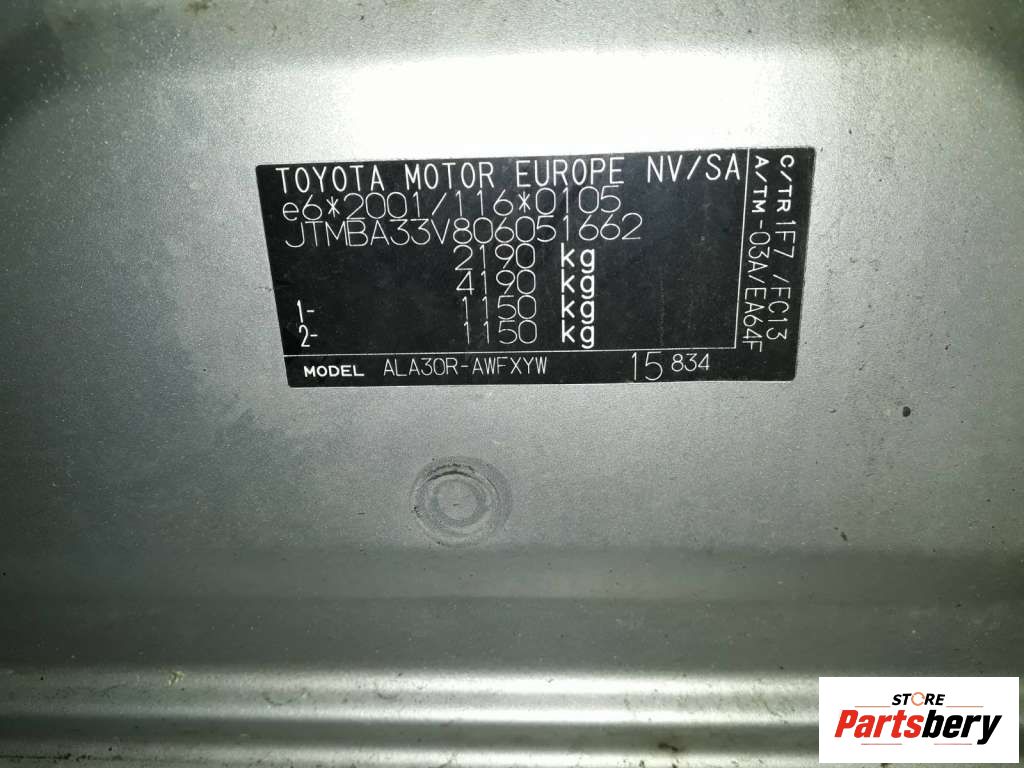 TOYOTA MOTOR EUROPE NV/SA
e6*2001/116*0105
JTMBA33V806051662
2190 kg
4190 kg
1- 1150 kg
2- 1150 kg
MODEL ALA30R-AWFXYW 15 834
C/TR 1F7 /FC13
A/TM-03A/EA64F
STORE
Partsbery